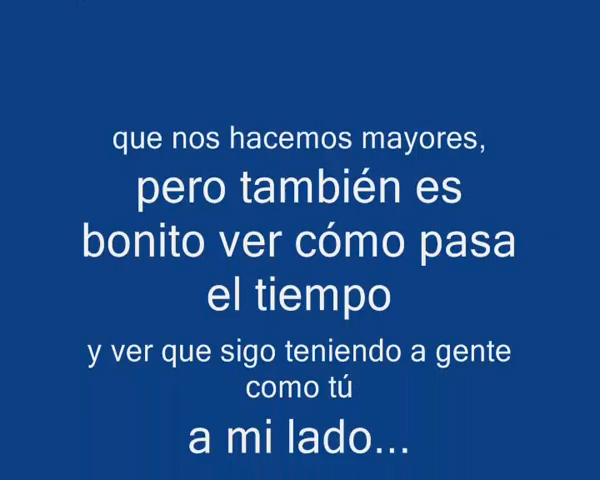 que nos hacemos mayores,
pero también es
bonito ver cómo pasa
el tiempo
y ver que sigo teniendo a gente
como tú
a mi lado...